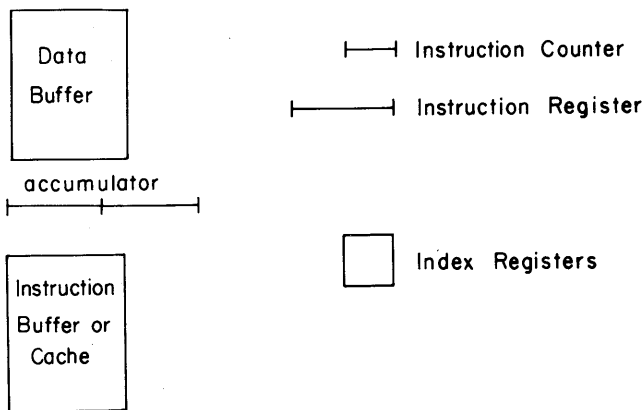 Data
Buffer
accumulator
Instruction
Buffer or
Cache
Instruction Counter
Instruction Register
Index Registers